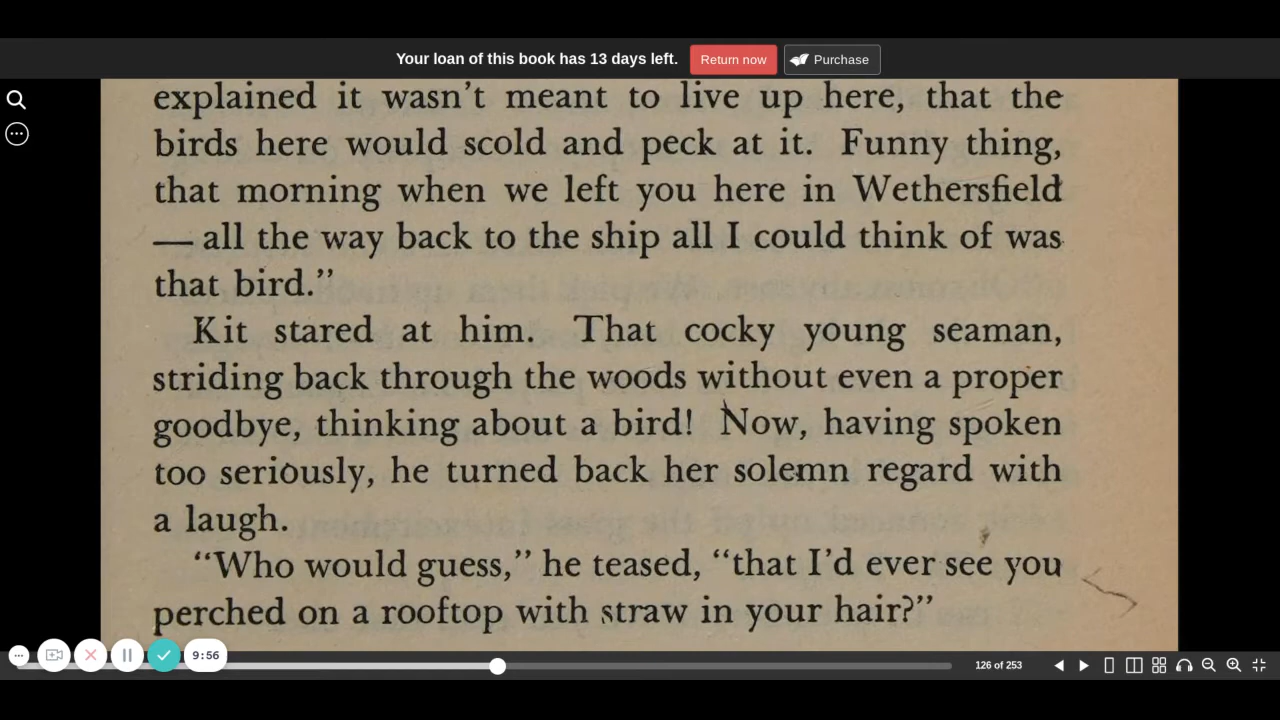 Your loan of this book has 13 days left. Return now Purchase
explained it wasn't meant to live up here, that the
birds here would scold and peck at it. Funny thing,
that morning when we left you here in Wethersfield
— all the way back to the ship all I could think of was
that bird.”
Kit stared at him. That cocky young seaman,
striding back through the woods without even a proper
goodbye, thinking about a bird! Now, having spoken
too seriously, he turned back her solemn regard with
a laugh.
“Who would guess,” he teased, “that I'd ever see you
perched on a rooftop with straw in your hair?”
9:56
126 of 253